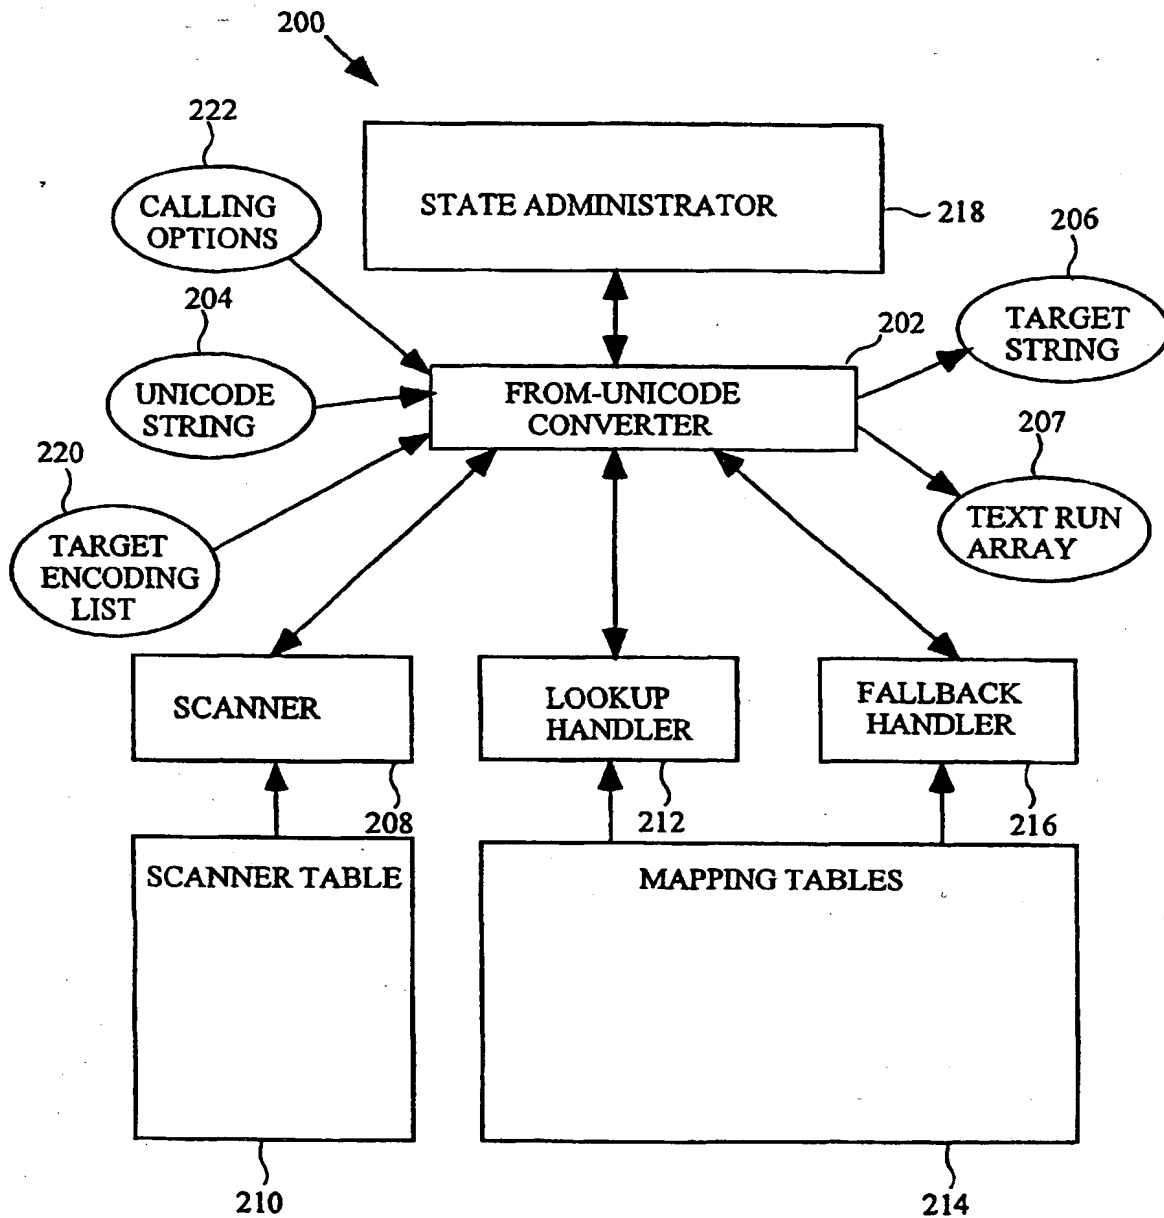 200
222
CALLING
OPTIONS
STATE ADMINISTRATOR
218
206
TARGET
STRING
204
UNICODE
STRING
202
FROM-UNICODE
CONVERTER
207
TEXT RUN
ARRAY
220
TARGET
ENCODING
LIST
SCANNER
208
LOOKUP
HANDLER
212
FALLBACK
HANDLER
216
SCANNER TABLE
210
MAPPING TABLES
214